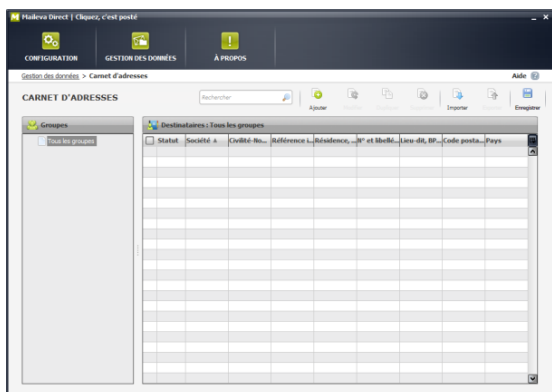 Maileva Direct | Cliquez, c'est posté
CONFIGURATION
GESTION DES DONNÉES
À PROPOS
Gestion des données > Carnet d'adresses
Aide
CARNET D'ADRESSES
Rechercher
Ajouter
Importer
Enregistrer
Groupes
Tous les groupes
Destinataires : Tous les groupes
Statut Société Civilité-No... Référence i... Résidence, ... N° et libellé... Lieu-dit, BP... Code posta... Pays